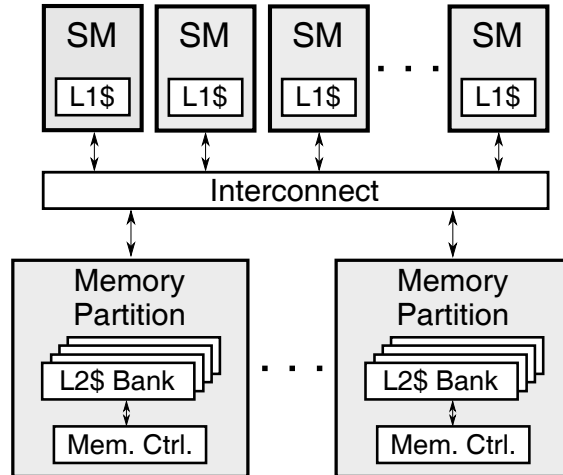 SM SM SM SM
L1$ L1$ L1$ . . . L1$
Interconnect
Memory Memory
Partition Partition
L2$ Bank . . . L2$ Bank
Mem. Ctrl. Mem. Ctrl.